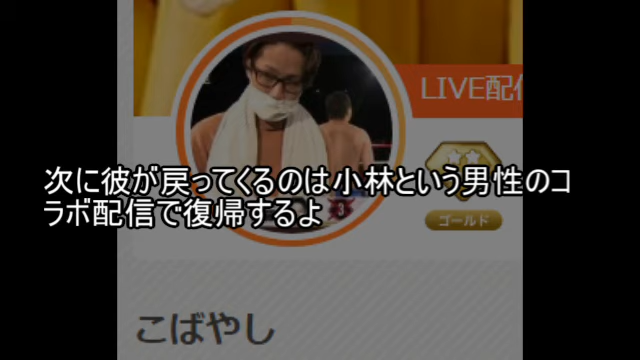 LIVE配信
次に彼が戻ってくるのは小林という男性のコ
ラボ配信で復帰するよ
3
ゴールド
こばやし